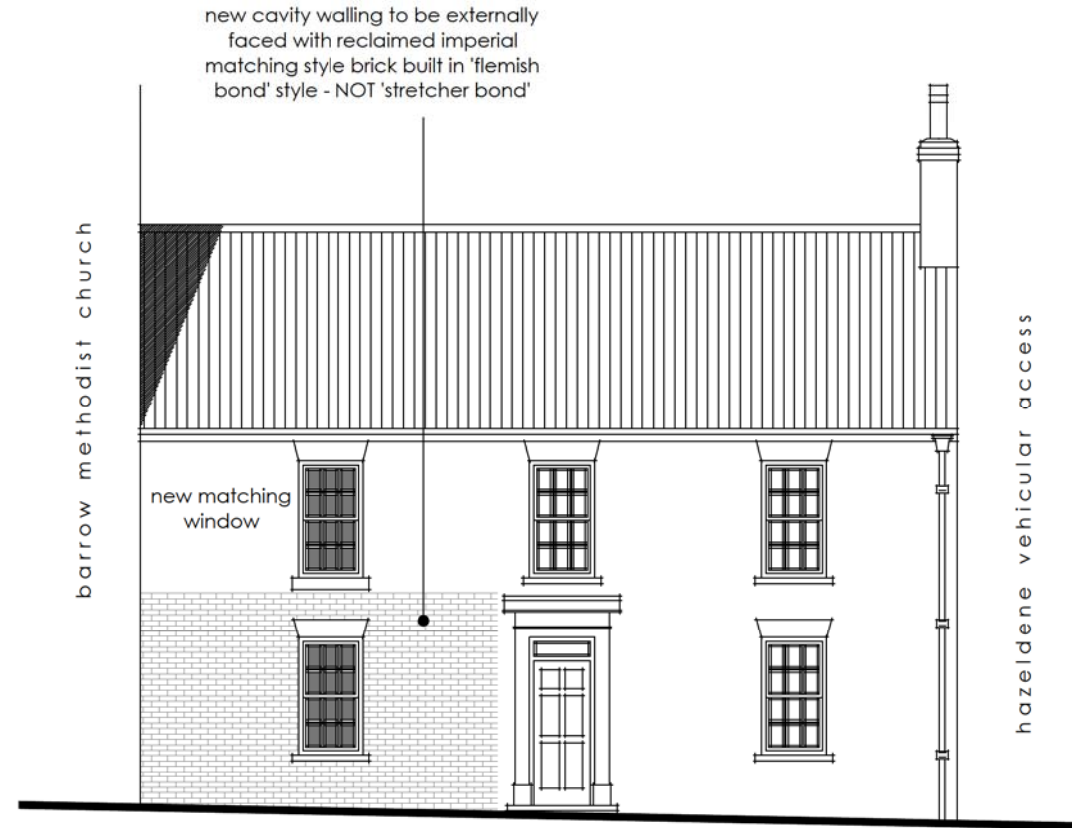 new cavity walling to be externally
faced with reclaimed imperial
matching style brick built in 'flemish
bond' style - NOT 'stretcher bond'
barrow methodist church
new matching
window
hazeldene vehicular access